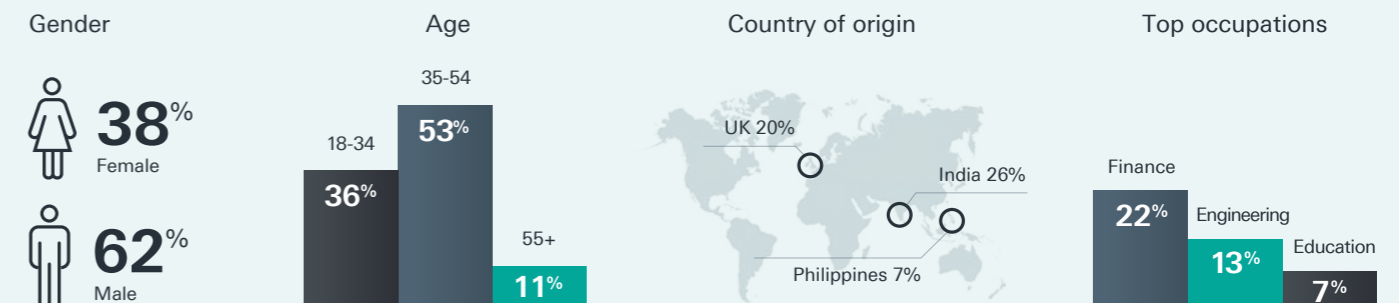 Gender
38%
Female
62%
Male
Age
18-34
36%
35-54
53%
55+
11%
Country of origin
UK 20%
India 26%
Philippines 7%
Top occupations
Finance
22%
Engineering
13%
Education
7%